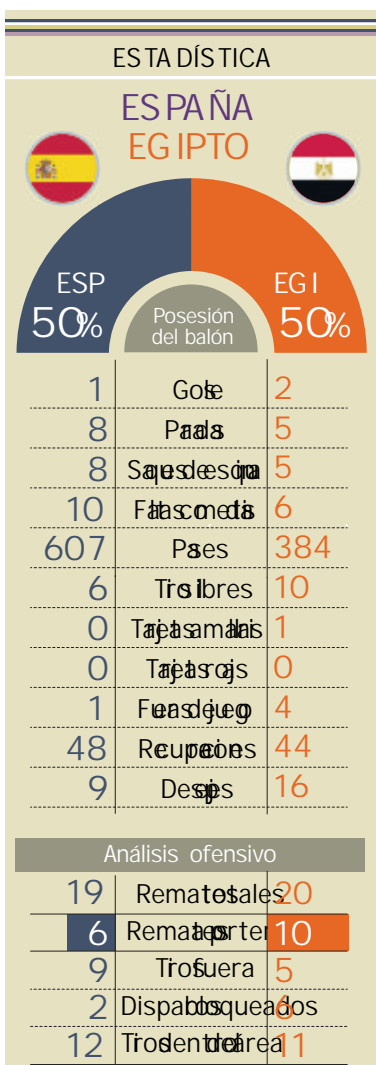 ESTADÍSTICA
ESPAÑA
EGIPTO
ESP
50%
Posesión
del balón
EGI
50%
1 Goles 2
8 Paradas 5
8 Saques de esquina 5
10 Faltas cometidas 6
607 Pases 384
6 Tiros libres 10
0 Tarjetas amarillas 1
0 Tarjetas rojas 0
1 Fueras de juego 4
48 Recuperaciones 44
9 Despejes 16
Análisis ofensivo
19 Remates totales 20
6 Remates a porter 10
9 Tiros fuera 5
2 Disparos bloqueados 6
12 Tiros dentro del área 11